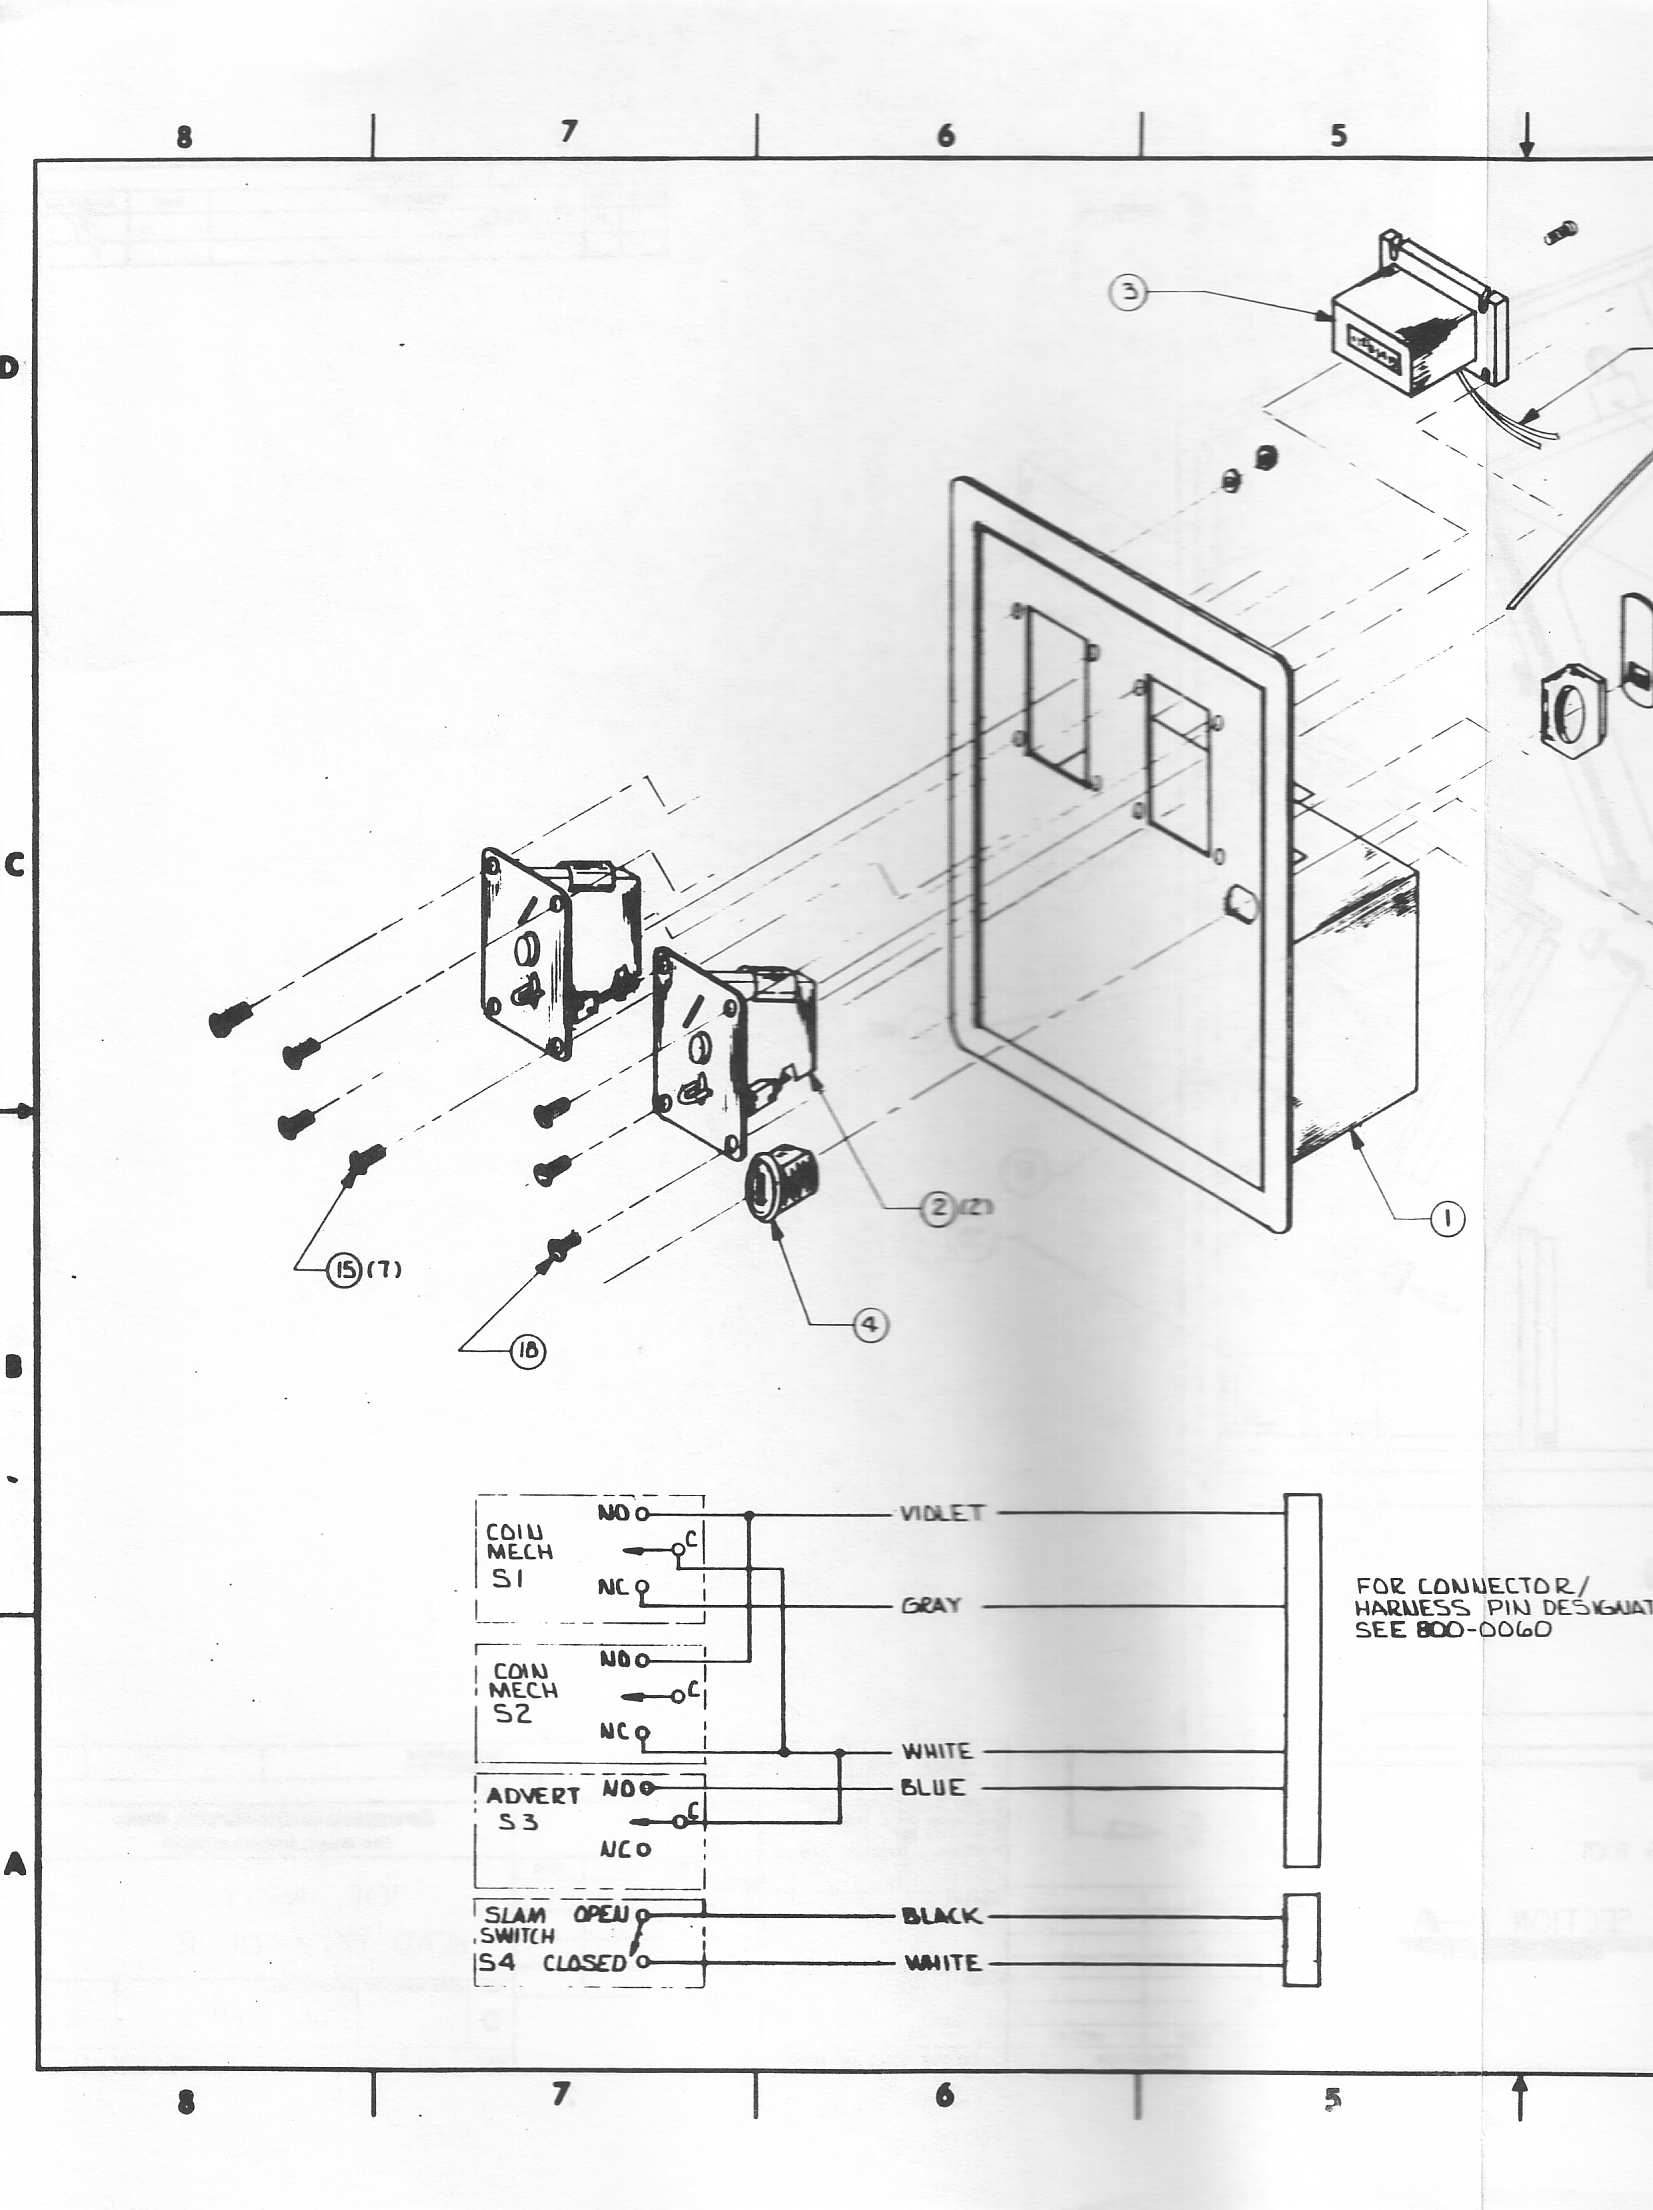 8 7 6 5
D
3
C
2 (2)
1
15 (7)
4
18
B
NO
VIOLET
COIN
MECH
S1
C
NC
GRAY
FOR CONNECTOR/
HARNESS PIN DESIGNAT
SEE 800-0060
NO
COIN
MECH
S2
C
NC
WHITE
ADVERT
S3
NO
BLUE
C
NC
A
SLAM
SWITCH
S4
OPEN
BLACK
CLOSED
WHITE
8 7 6 5